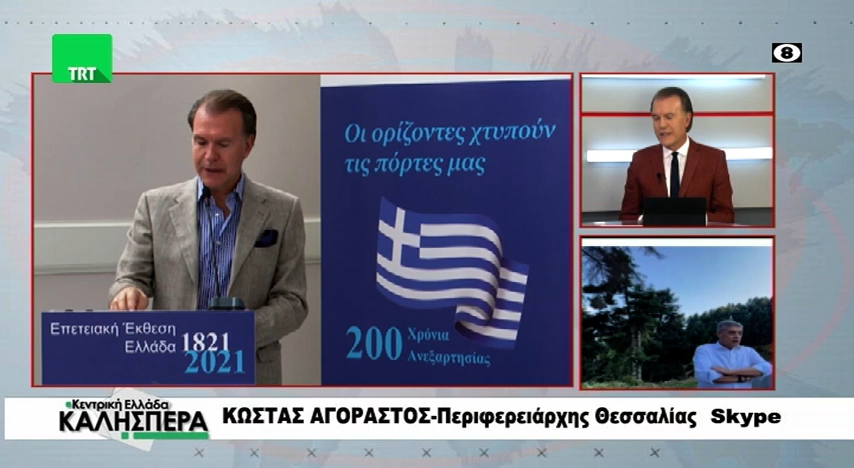 TRT
8
Οι ορίζοντες χτυπούν
τις πόρτες μας
200 Χρόνια
Ανεξαρτησίας
Επετειακή Έκθεση
Ελλάδα 1821
2021
Κεντρική Ελλάδα
ΚΑΛΗΣΠΕΡΑ
ΚΩΣΤΑΣ ΑΓΟΡΑΣΤΟΣ-Περιφερειάρχης Θεσσαλίας Skype